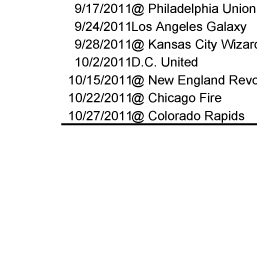 9/17/2011@ Philadelphia Union
9/24/2011Los Angeles Galaxy
9/28/2011@ Kansas City Wizar
10/2/2011D.C. United
10/15/2011@ New England Revo
10/22/2011@ Chicago Fire
10/27/2011@ Colorado Rapids